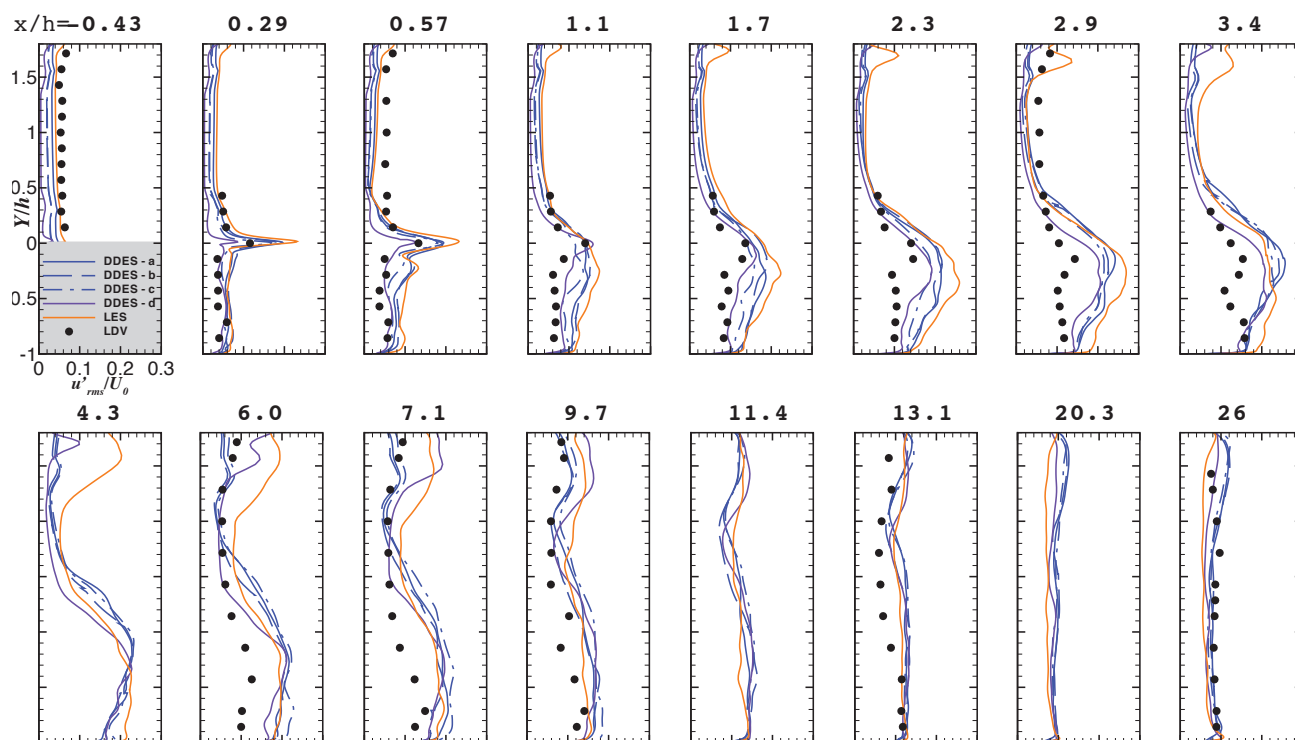 x/h=-0.43 0.29 0.57 1.1 1.7 2.3 2.9 3.4
1.5
1
Y/h
0.5
0
DDES - a
DDES - b
DDES - c
DDES - d
LES
LDV
0.5
-1
0 0.1 0.2 0.3
u'rms/U0
4.3 6.0 7.1 9.7 11.4 13.1 20.3 26